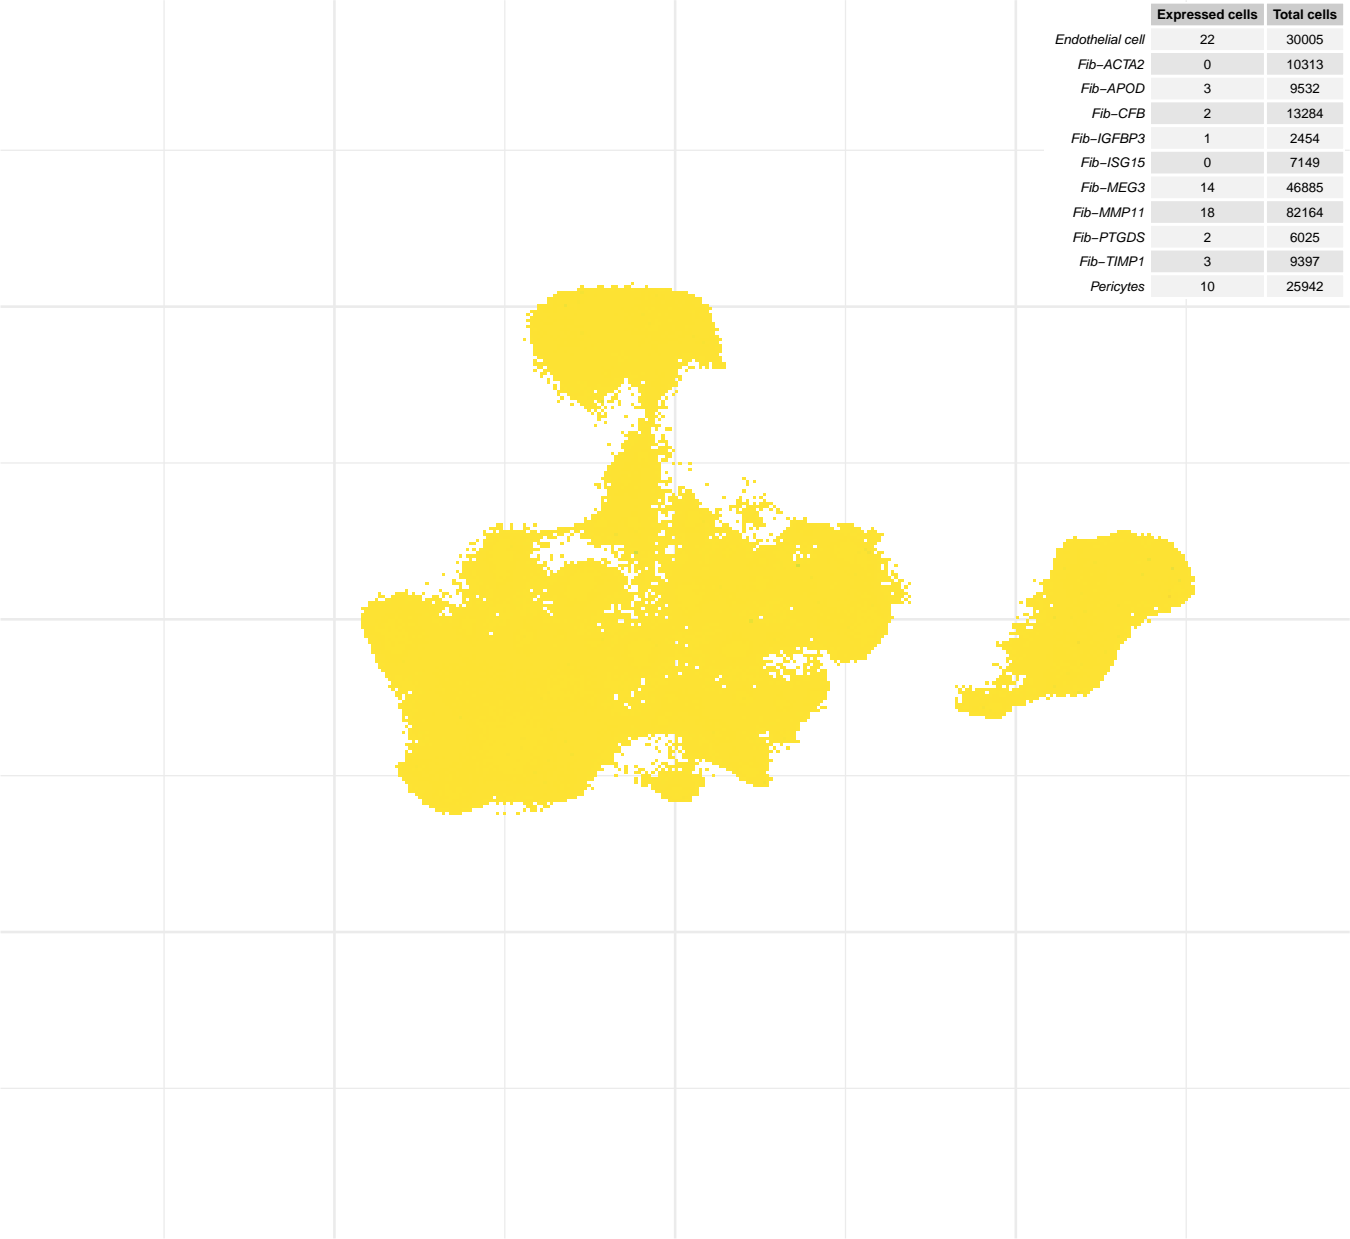 Expressed cells Total cells
Endothelial cell 22 30005
Fib−ACTA2 0 10313
Fib−APOD 3 9532
Fib−CFB 2 13284
Fib−IGFBP3 1 2454
Fib−ISG15 0 7149
Fib−MEG3 14 46885
Fib−MMP11 18 82164
Fib−PTGDS 2 6025
Fib−TIMP1 3 9397
Pericytes 10 25942